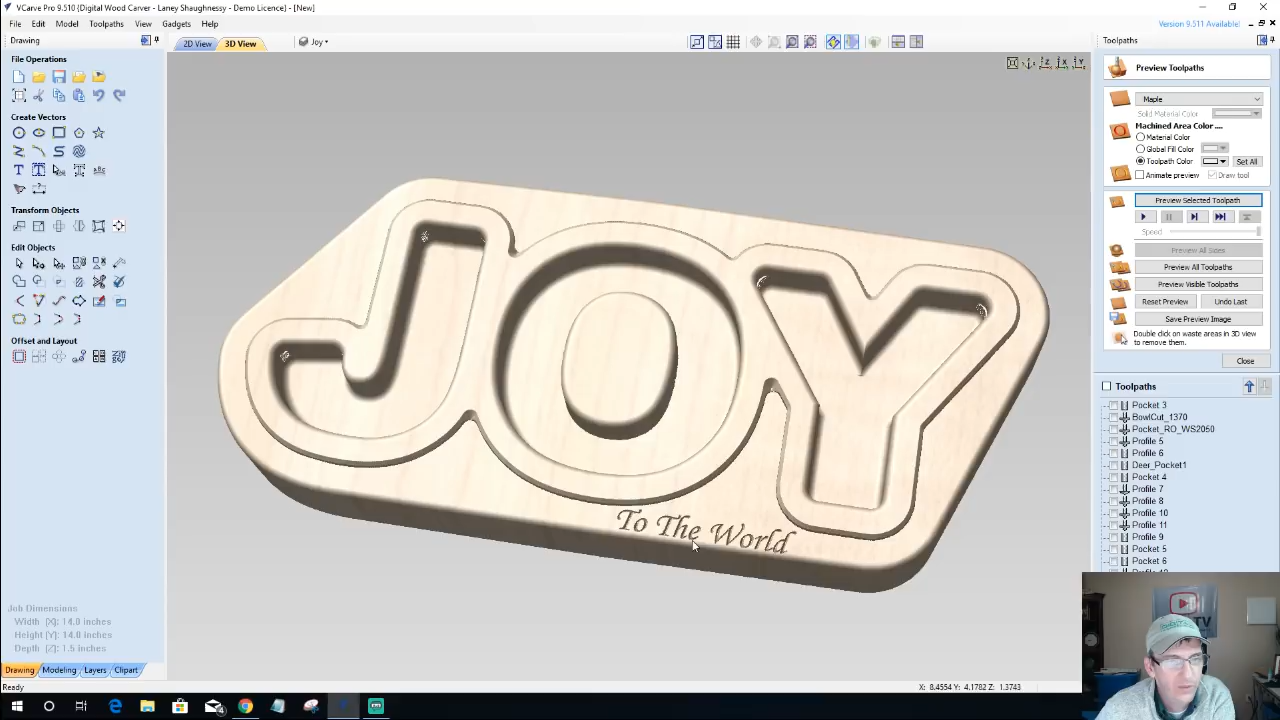 VCarve Pro 9.510 {Digital Wood Carver - Laney Shaughnessy - Demo Licence} - [New]
File Edit Model Toolpaths View Gadgets Help
Version 9.511 Available!
Drawing
2D View 3D View Joy
Toolpaths
File Operations
Create Vectors
Transform Objects
Edit Objects
Offset and Layout
Job Dimensions
Width (X): 14.0 inches
Height (Y): 14.0 inches
Depth (Z): 1.5 inches
Drawing Modeling Layers Clipart
Ready
X: 8.4554 Y: 4.1782 Z: 1.3743
JOY
To The World
Preview Toolpaths
Maple
Solid Material Color
Machined Area Color ....
Material Color
Global Fill Color
Toolpath Color Set All
Animate preview Draw tool
Preview Selected Toolpath
Speed
Preview All Sides
Preview All Toolpaths
Preview Visible Toolpaths
Reset Preview Undo Last
Save Preview Image
Double click on waste areas in 3D view
to remove them.
Close
Toolpaths
Pocket 3
BowlCut_1370
Pocket_RO_WS2050
Profile 5
Profile 6
Deer_Pocket1
Pocket 4
Profile 7
Profile 8
Profile 10
Profile 11
Profile 9
Pocket 5
Pocket 6
TV